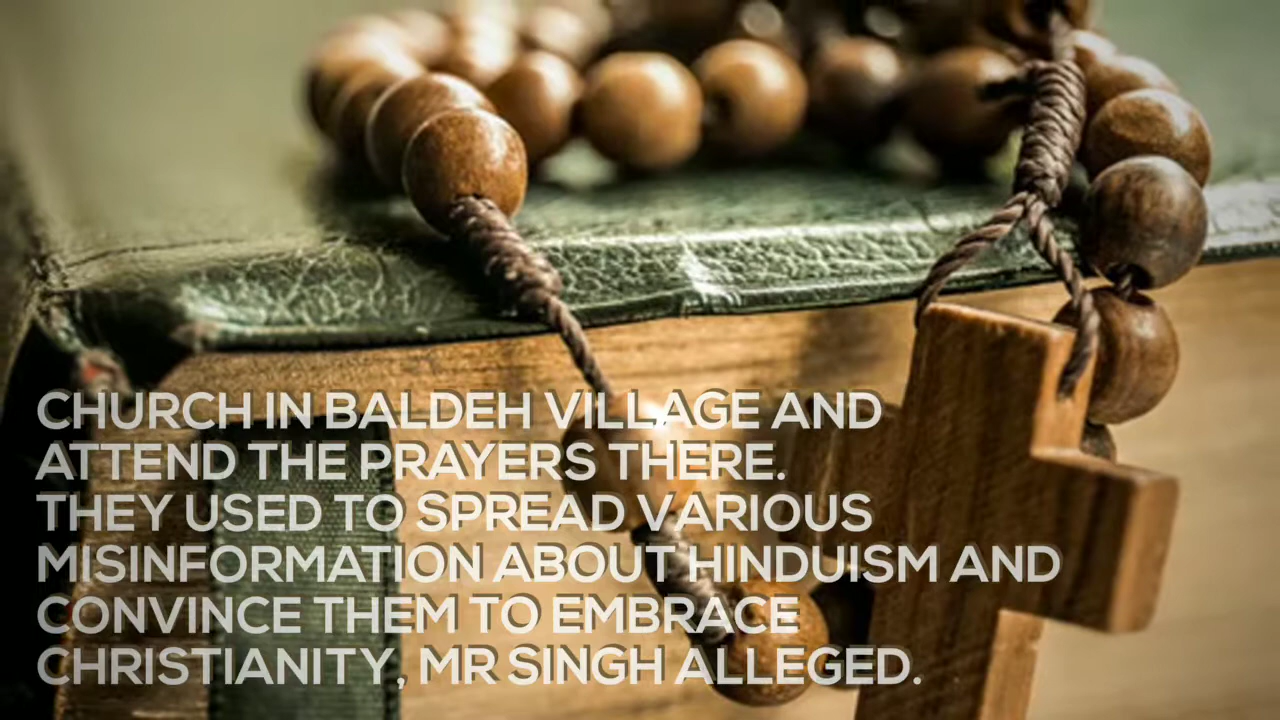 CHURCH IN BALDEH VILLAGE AND
ATTEND THE PRAYERS THERE.
THEY USED TO SPREAD VARIOUS
MISINFORMATION ABOUT HINDUISM AND
CONVINCE THEM TO EMBRACE
CHRISTIANITY, MR SINGH ALLEGED.